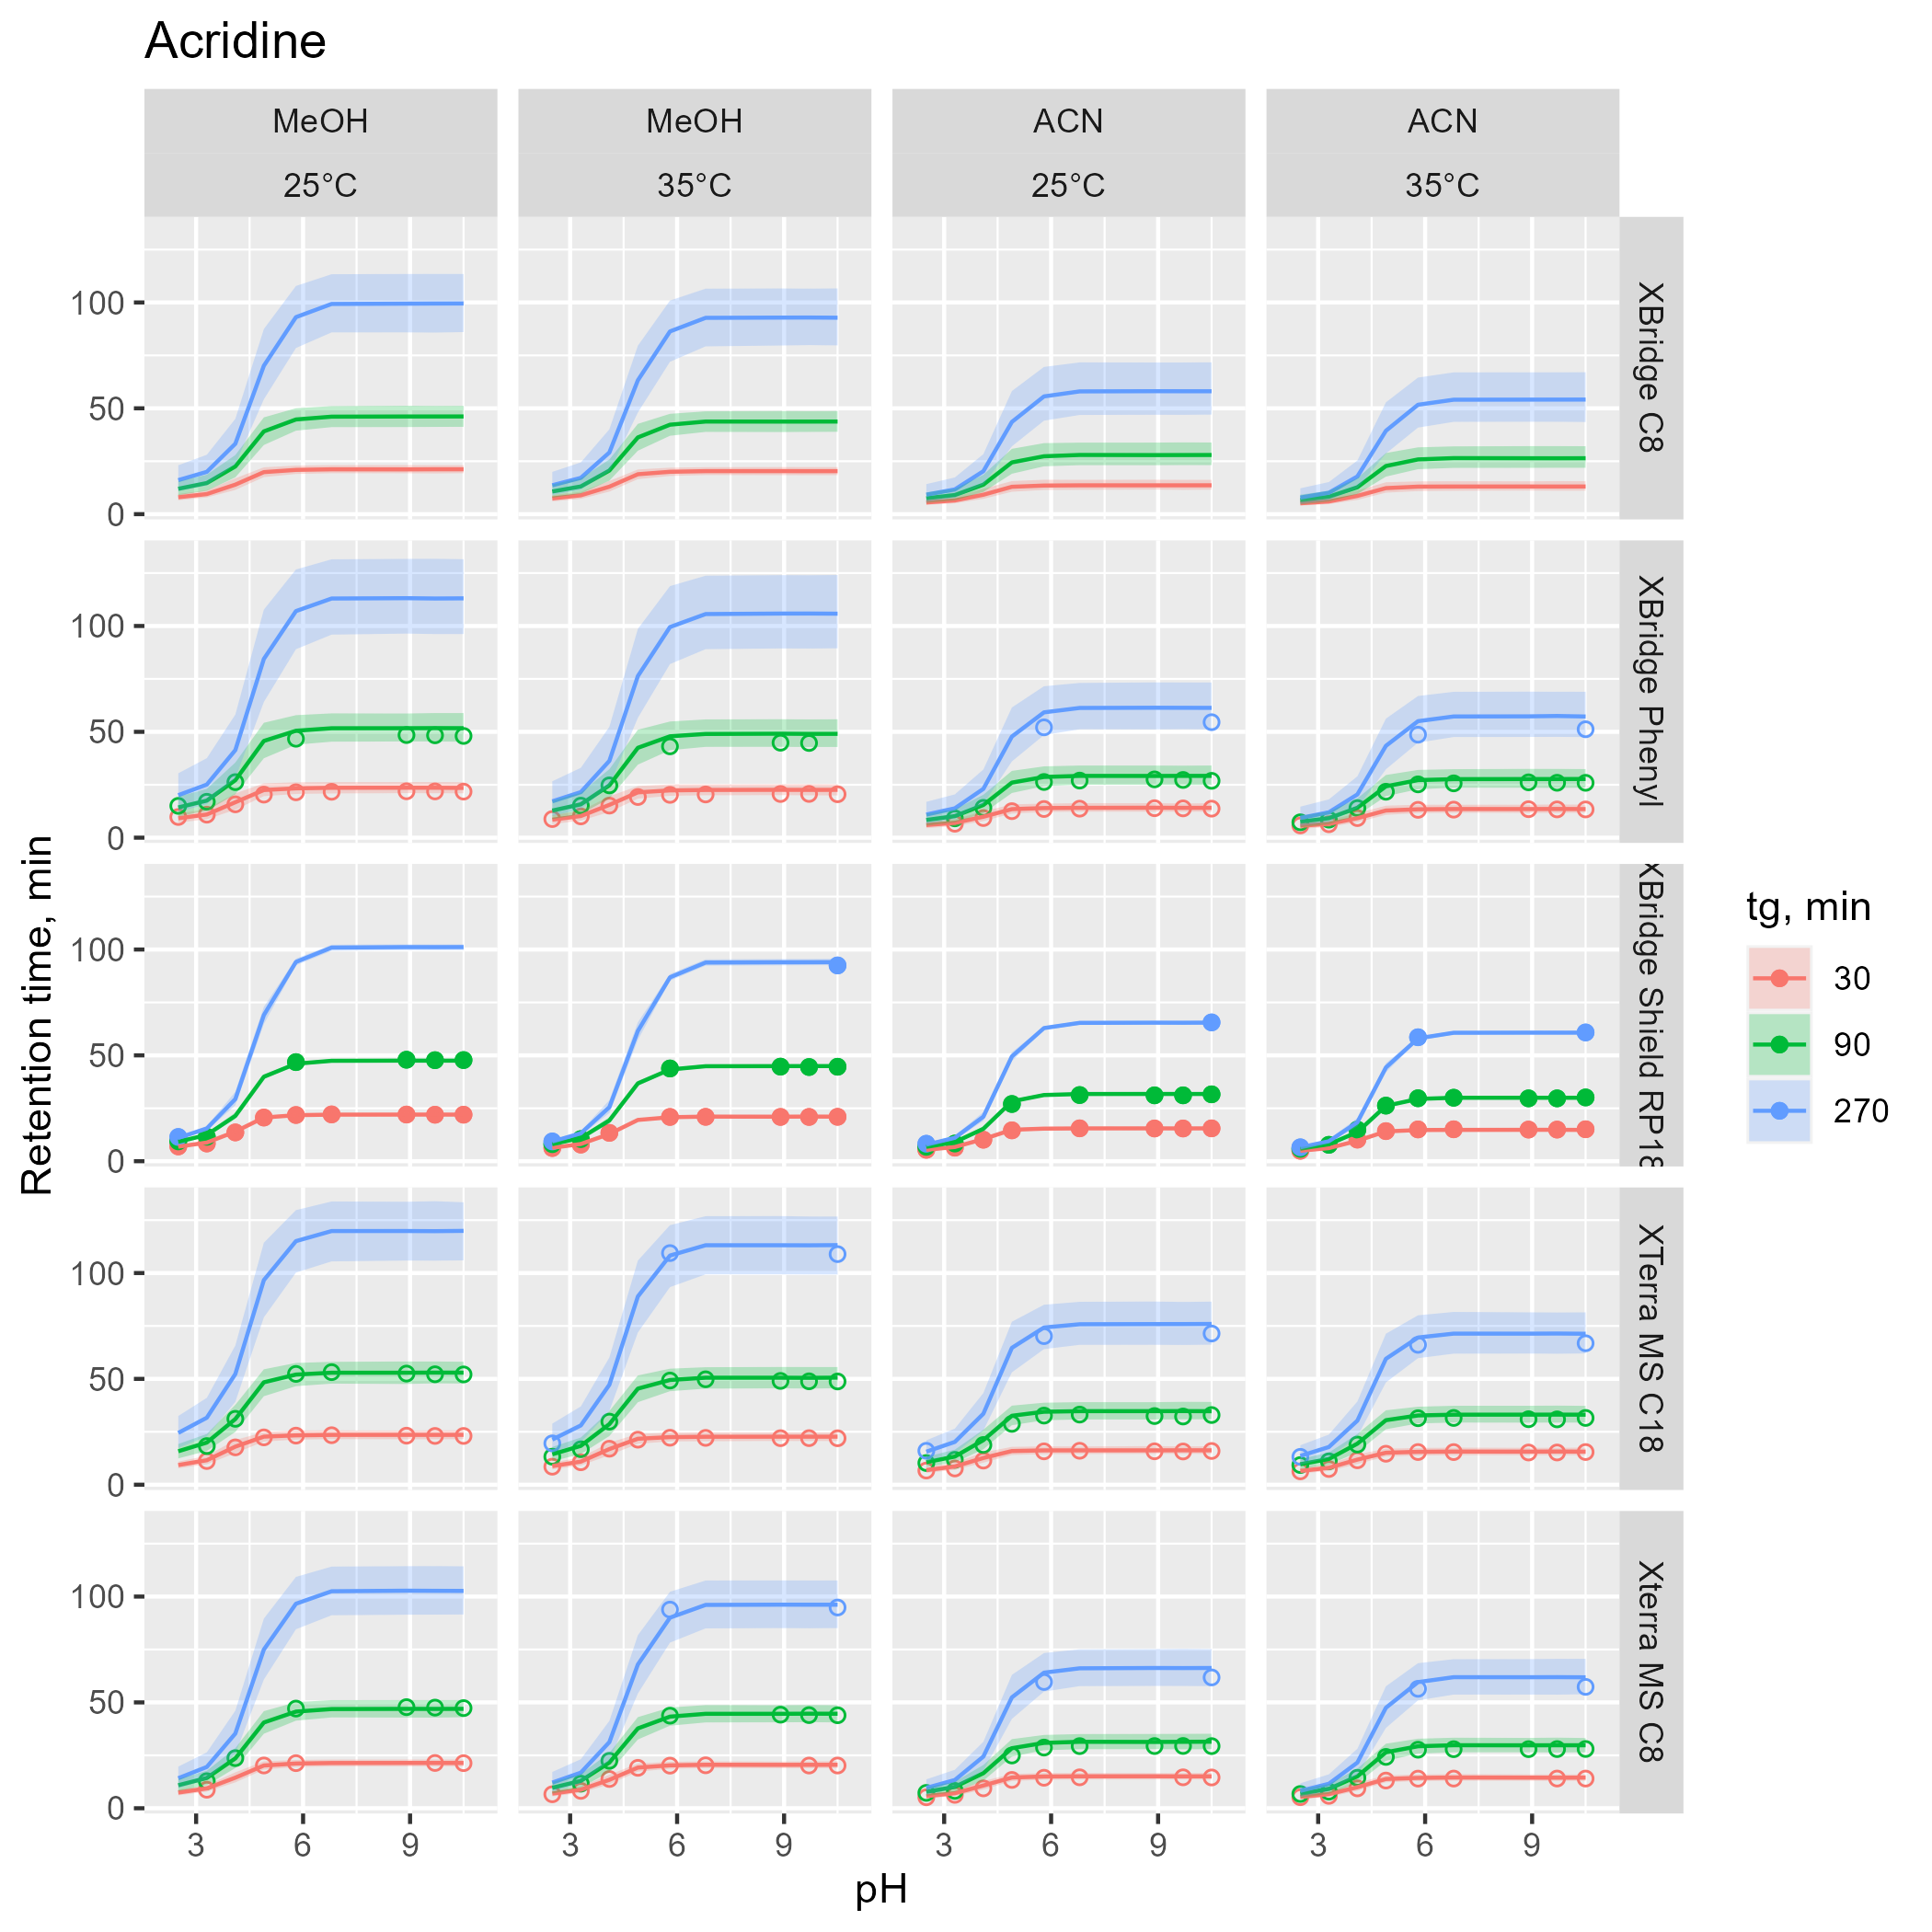 Acridine
MeOH
MeOH
ACN
ACN
25°C
35°C
25°C
35°C
100
50
0
XBridge C8
100
50
0
XBridge Phenyl
100
50
0
XBridge Shield RP18
100
50
0
XTerra MS C18
100
50
0
Xterra MS C8
3
6
9
3
6
9
3
6
9
3
6
9
pH
Retention time, min
tg, min
30
90
270